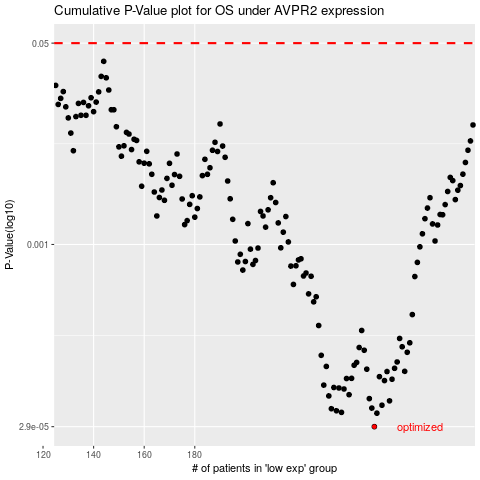 Cumulative P-Value plot for OS under AVPR2 expression
0.05
0.001
2.9e-05
P-Value(log10)
optimized
120 140 160 180
# of patients in 'low exp' group